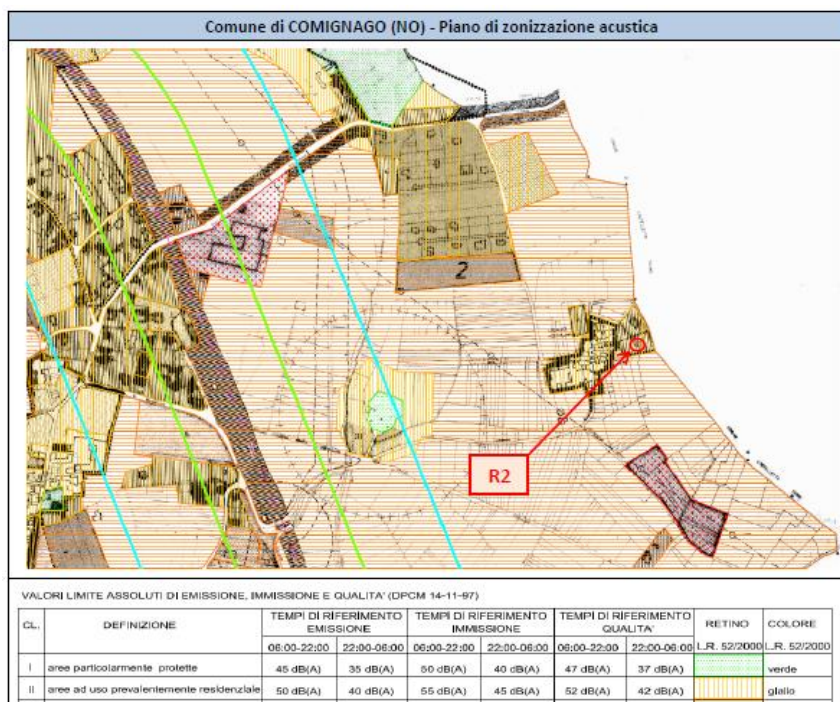 Comune di COMIGNAGO (NO) - Piano di zonizzazione acustica
2
R2
VALORI LIMITE ASSOLUTI DI EMISSIONE, IMMISSIONE E QUALITA' (DPCM 14-11-97)
CL. DEFINIZIONE TEMPI DI RIFERIMENTO EMISSIONE TEMPI DI RIFERIMENTO IMMISSIONE TEMPI DI RIFERIMENTO QUALITA' RETINO COLORE
06:00-22:00 22:00-06:00 06:00-22:00 22:00-06:00 06:00-22:00 22:00-06:00 L.R. 52/2000 L.R. 52/2000
I aree particolarmente protette 45 dB(A) 35 dB(A) 50 dB(A) 40 dB(A) 47 dB(A) 37 dB(A) verde
II aree ad uso prevalentemente residenziale 50 dB(A) 40 dB(A) 55 dB(A) 45 dB(A) 52 dB(A) 42 dB(A) giallo